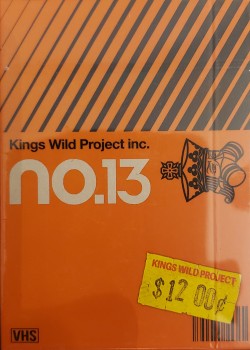 Kings Wild Project inc.
no.13
KINGS WILD PROJECT
$12 00¢
VHS